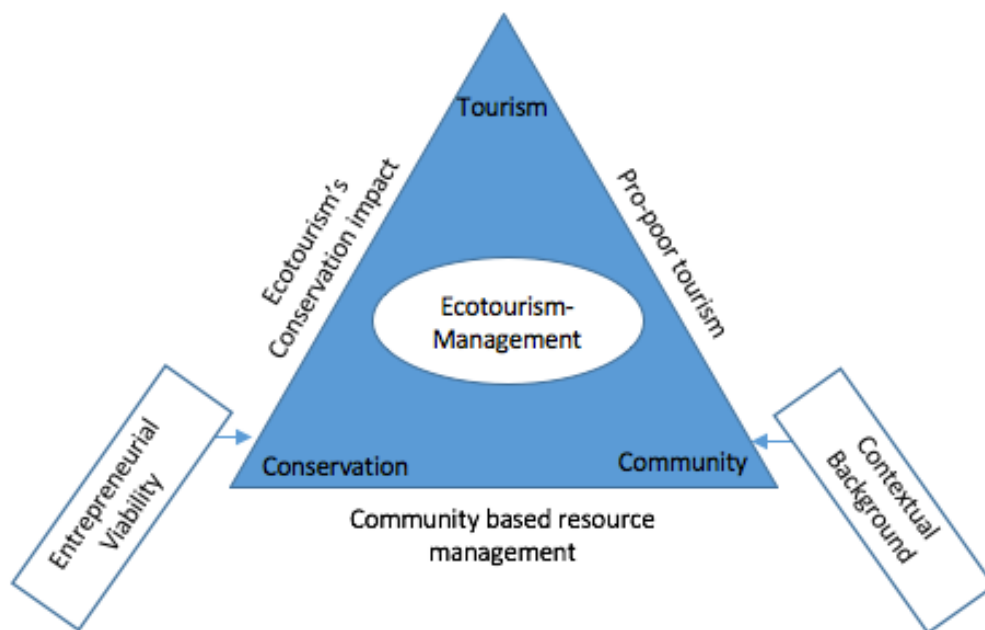 Tourism
Ecotourism's
Conservation impact
Pro-poor tourism
Ecotourism-
Management
Entrepreneurial
Viability
Conservation
Community
Contextual
Background
Community based resource
management